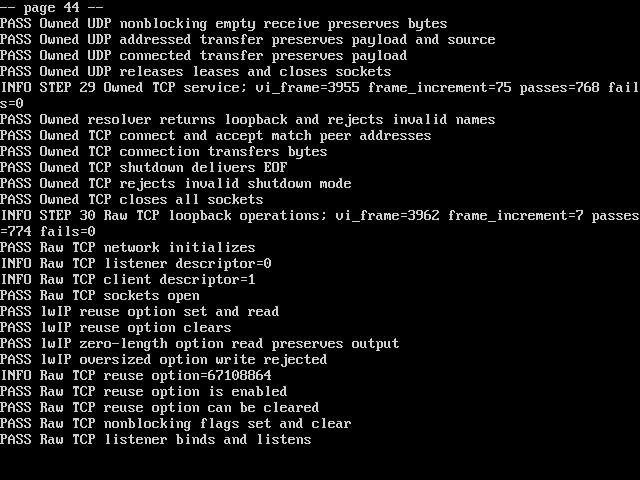 -- page 44 --
PASS Owned UDP nonblocking empty receive preserves bytes
PASS Owned UDP addressed transfer preserves payload and source
PASS Owned UDP connected transfer preserves payload
PASS Owned UDP releases leases and closes sockets
INFO STEP 29 Owned TCP service; vi_frame=3955 frame_increment=75 passes=768 fail
s=0
PASS Owned resolver returns loopback and rejects invalid names
PASS Owned TCP connect and accept match peer addresses
PASS Owned TCP connection transfers bytes
PASS Owned TCP shutdown delivers EOF
PASS Owned TCP rejects invalid shutdown mode
PASS Owned TCP closes all sockets
INFO STEP 30 Raw TCP loopback operations; vi_frame=3962 frame_increment=7 passes
=774 fails=0
PASS Raw TCP network initializes
INFO Raw TCP listener descriptor=0
INFO Raw TCP client descriptor=1
PASS Raw TCP sockets open
PASS lwIP reuse option set and read
PASS lwIP reuse option clears
PASS lwIP zero-length option read preserves output
PASS lwIP oversized option write rejected
INFO Raw TCP reuse option=67108864
PASS Raw TCP reuse option is enabled
PASS Raw TCP reuse option can be cleared
PASS Raw TCP nonblocking flags set and clear
PASS Raw TCP listener binds and listens